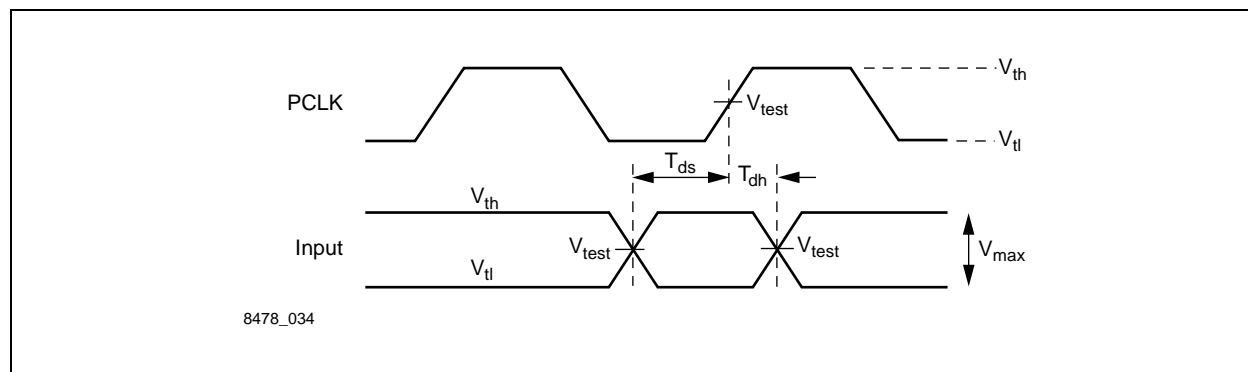 V_th
PCLK
V_test
V_tl
T_ds
T_dh
V_th
Input
V_test
V_test
V_max
V_tl
8478_034